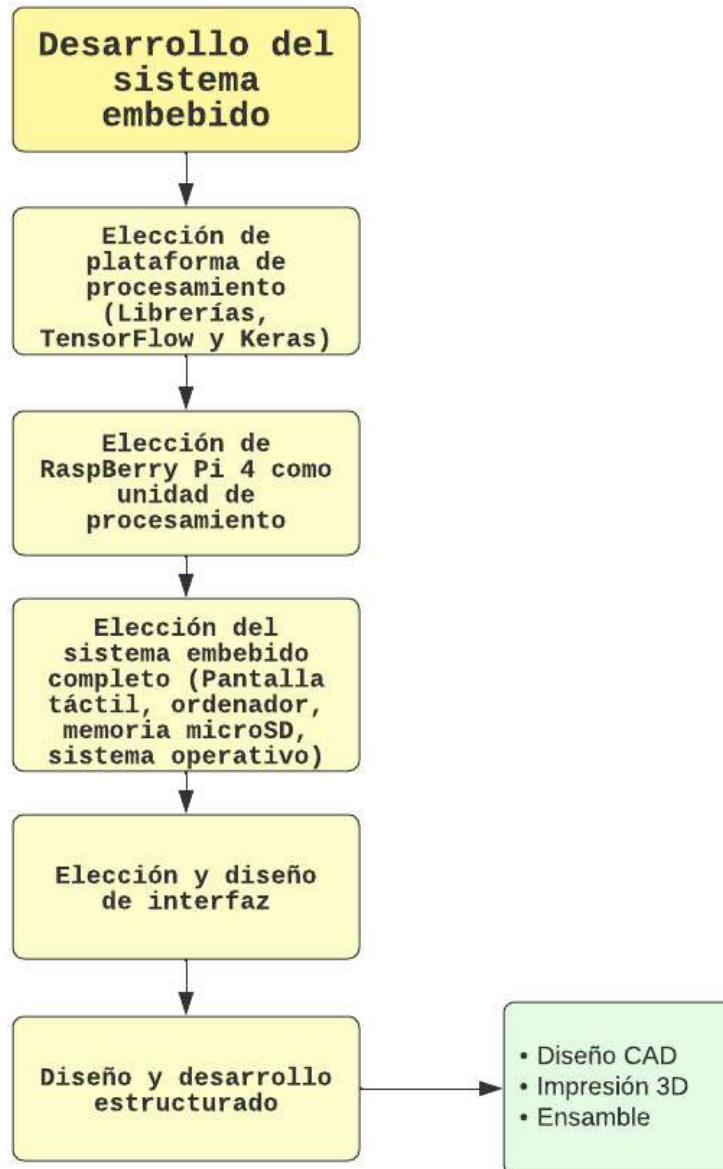 Desarrollo del
sistema
embebido
Elección de
plataforma de
procesamiento
(Librerías,
TensorFlow y Keras)
Elección de
RaspBerry Pi 4 como
unidad de
procesamiento
Elección del
sistema embebido
completo (Pantalla
táctil, ordenador,
memoria microSD,
sistema operativo)
Elección y diseño
de interfaz
Diseño y desarrollo
estructurado
• Diseño CAD
• Impresión 3D
• Ensamble